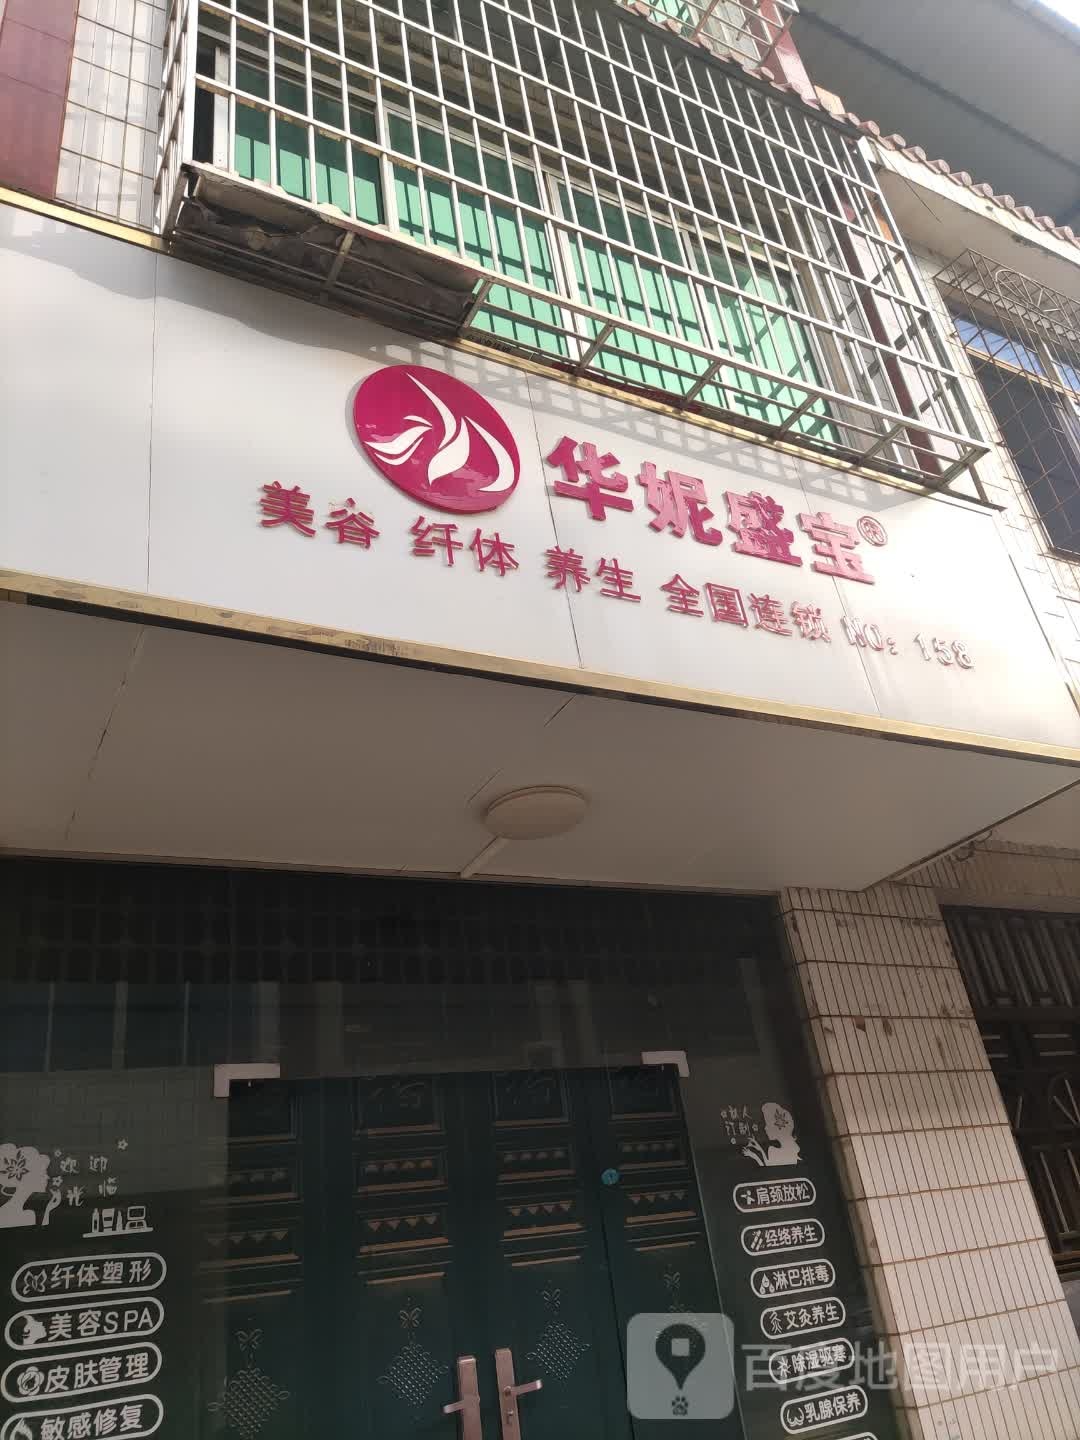 华妮盛宝
美容 纤体 养生 全国连锁 NO：158
欢迎
光临
纤体塑形
美容SPA
皮肤管理
敏感修复
女人
肩颈放松
经络养生
淋巴排毒
艾灸养生
除湿驱寒
乳腺保养
百度地图用户